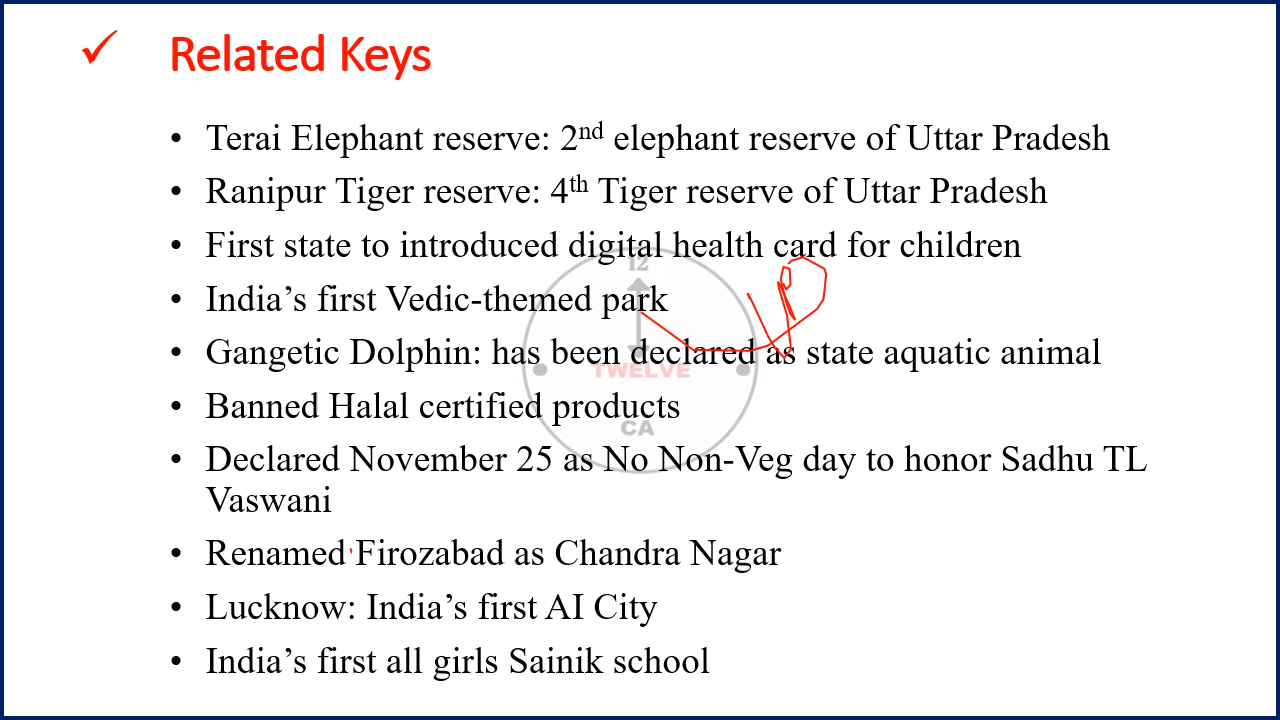 ✓ Related Keys
• Terai Elephant reserve: 2nd elephant reserve of Uttar Pradesh
• Ranipur Tiger reserve: 4th Tiger reserve of Uttar Pradesh
• First state to introduced digital health card for children
12
• India’s first Vedic-themed park
UP
• Gangetic Dolphin: has been declared as state aquatic animal
TWELVE
• Banned Halal certified products
CA
• Declared November 25 as No Non-Veg day to honor Sadhu TL
Vaswani
• Renamed Firozabad as Chandra Nagar
• Lucknow: India’s first AI City
• India’s first all girls Sainik school